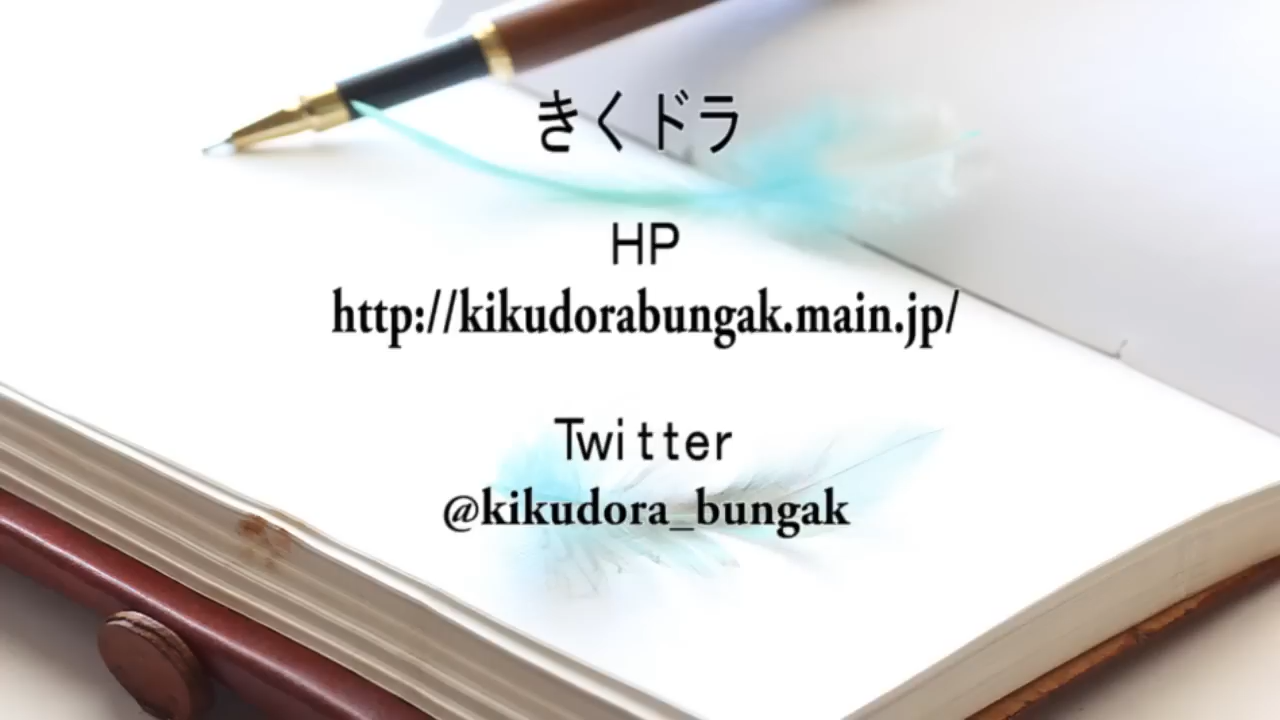 きくドラ
HP
http://kikudorabungak.main.jp/
Twitter
@kikudora_bungak